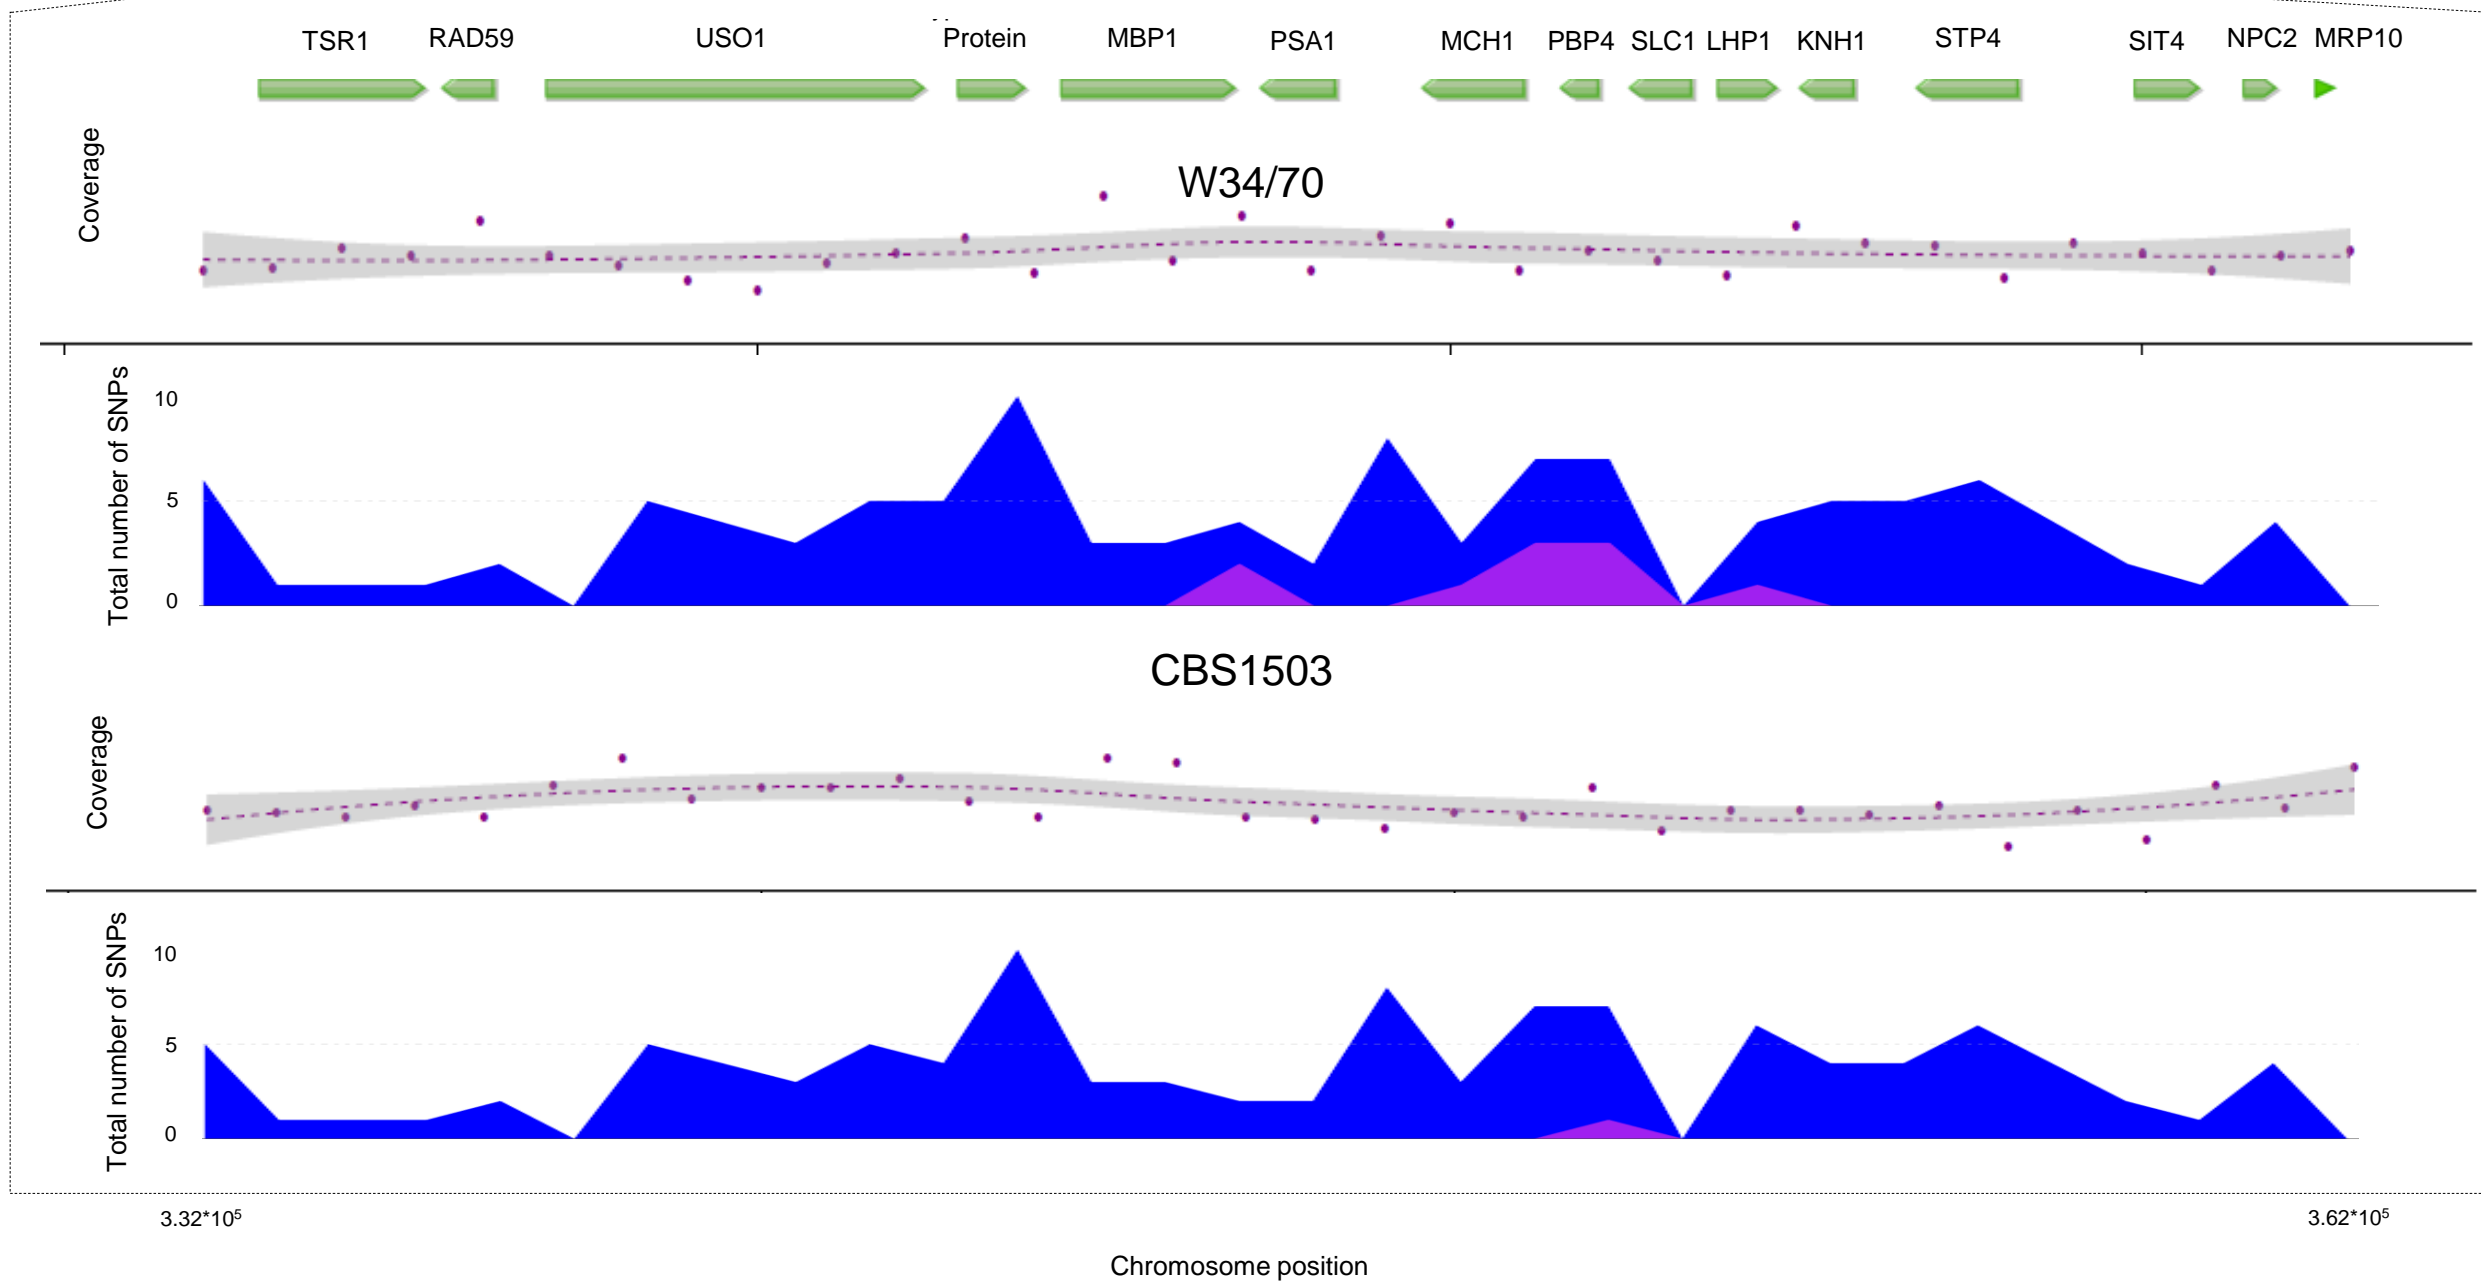 TSR1 RAD59 USO1 Protein MBP1 PSA1 MCH1 PBP4 SLC1 LHP1 KNH1 STP4 SIT4 NPC2 MRP10
Coverage
W34/70
Total number of SNPs
10
5
0
CBS1503
Coverage
Total number of SNPs
10
5
0
3.32*10⁵ 3.62*10⁵
Chromosome position